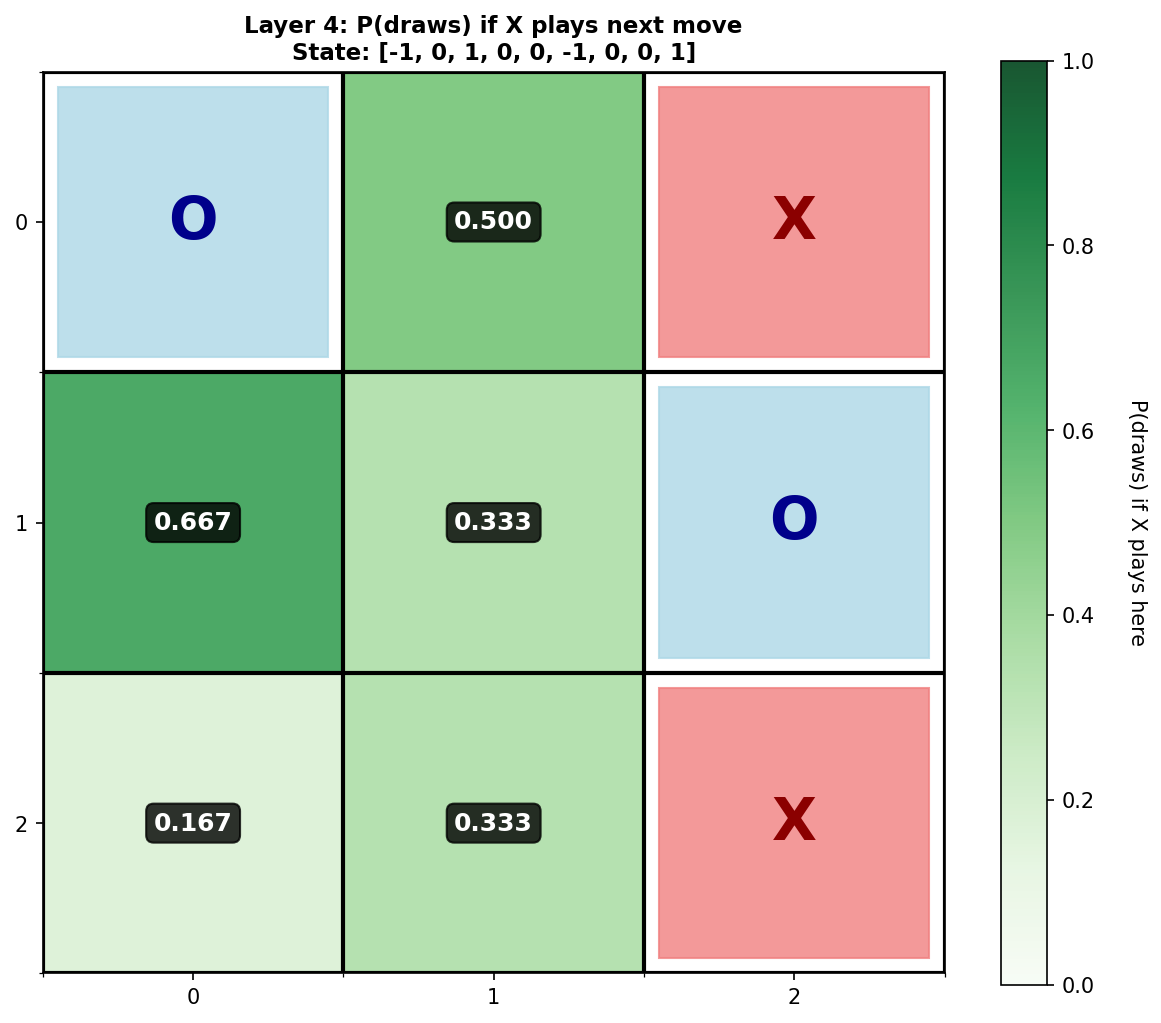 Layer 4: P(draws) if X plays next move
State: [-1, 0, 1, 0, 0, -1, 0, 0, 1]
0
O
0.500
X
1
0.667
0.333
O
2
0.167
0.333
X
0
1
2
1.0
0.8
0.6
0.4
0.2
0.0
P(draws) if X plays here